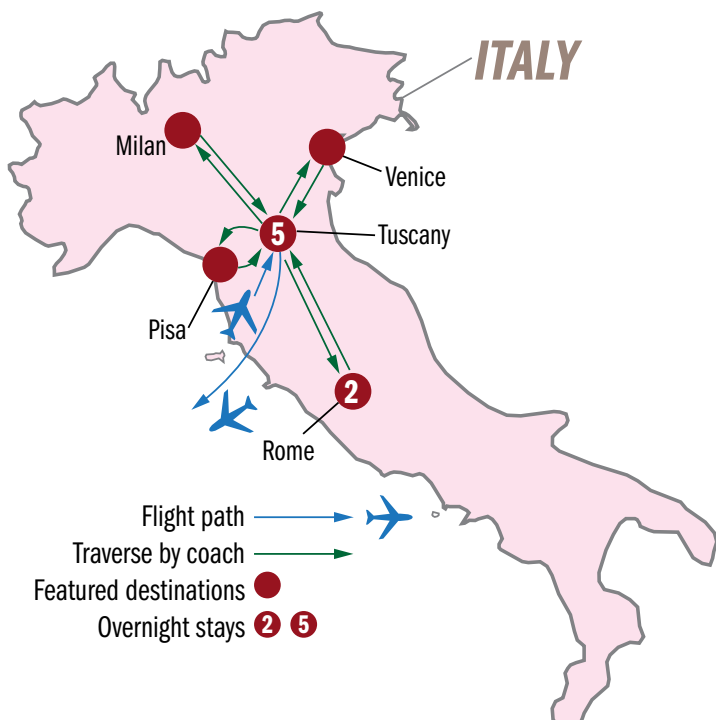 ITALY
Milan
Venice
5
Tuscany
Pisa
2
Rome
Flight path
Traverse by coach
Featured destinations
Overnight stays 2 5